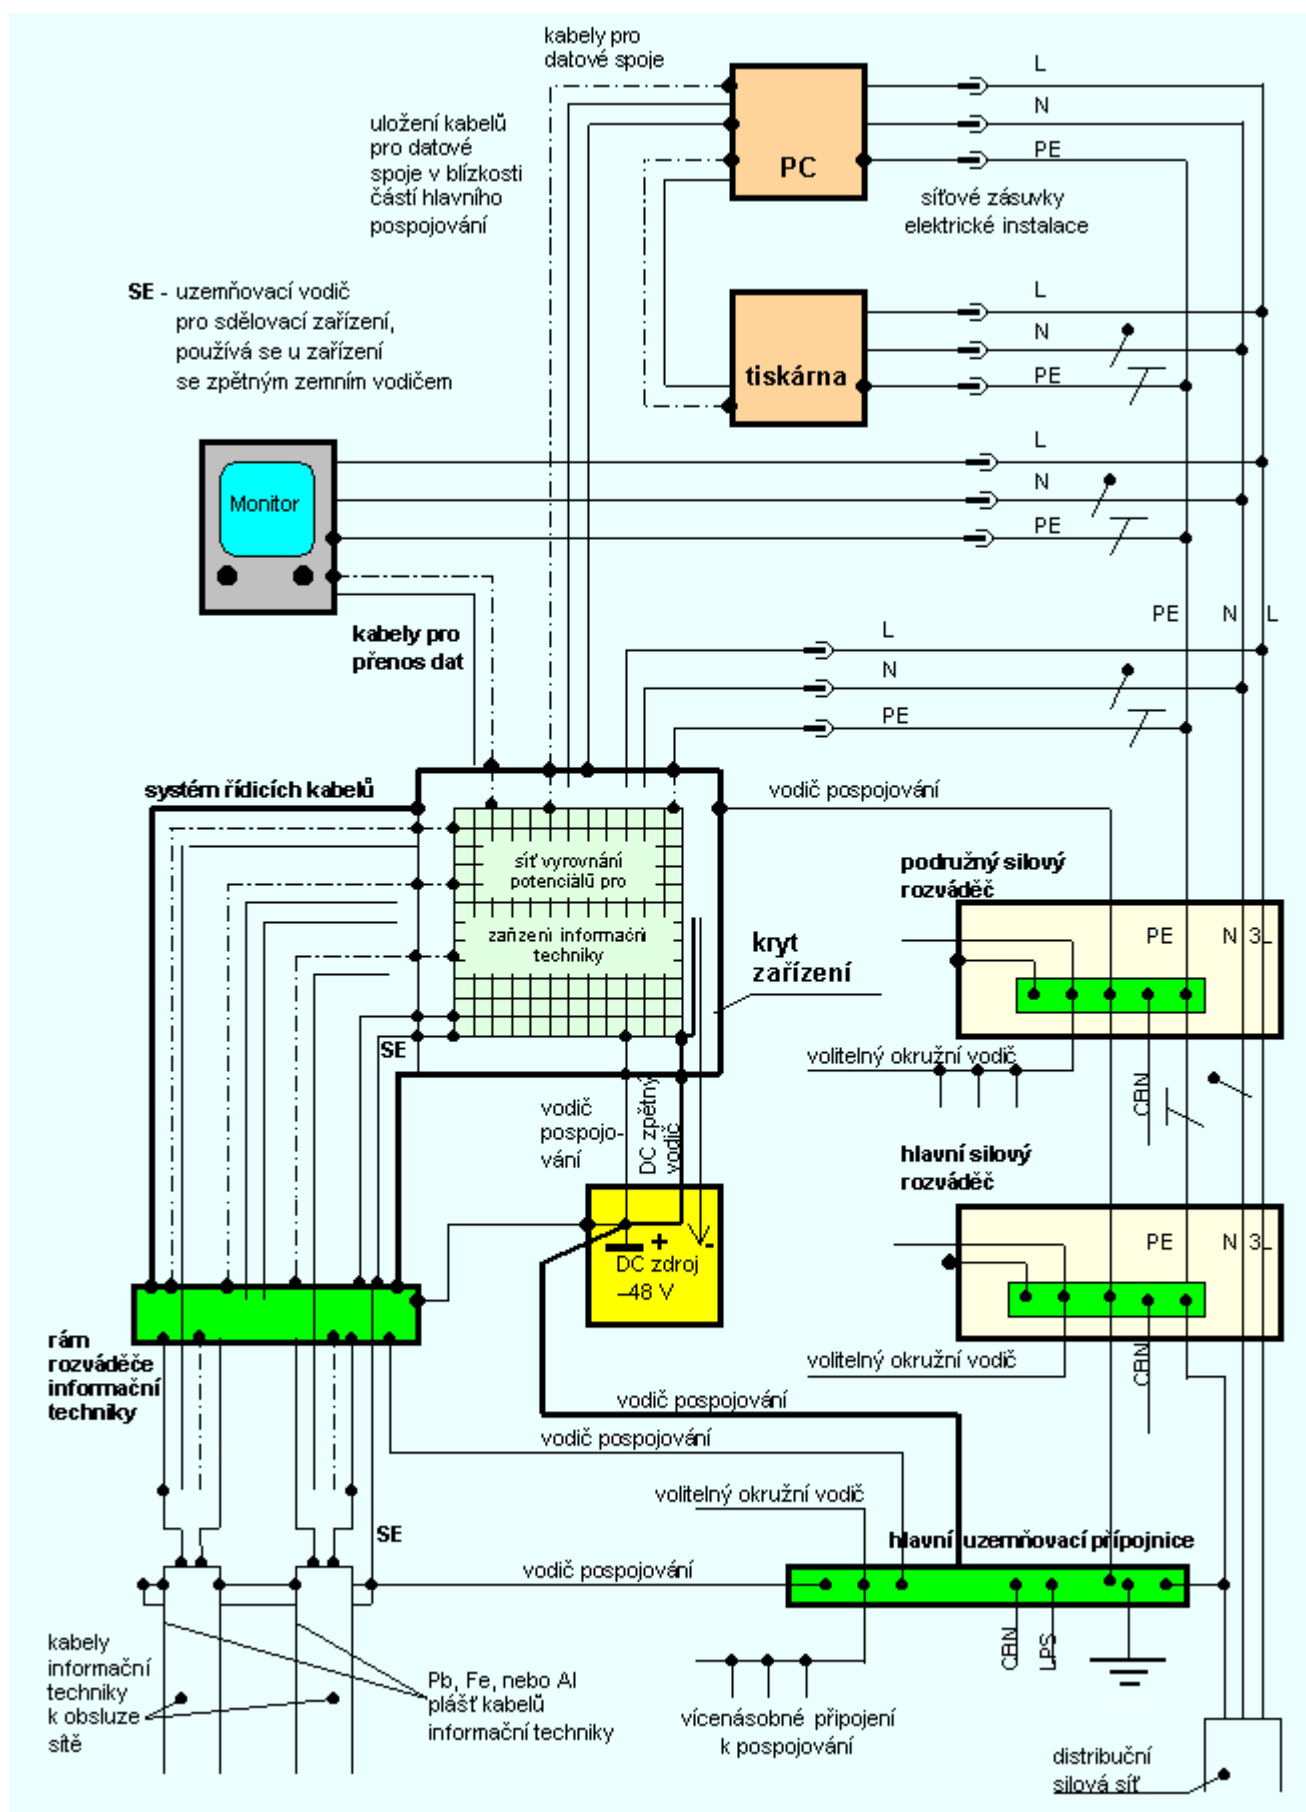 kabely pro
datové spoje
L
N
PE
PC
uložení kabelů
pro datové
spoje v blízkosti
částí hlavního
pospojování
síťové zásuvky
elektrické instalace
SE - uzemňovací vodič
pro sdělovací zařízení,
používá se u zařízení
se zpětným zemním vodičem
L
N
PE
tiskárna
L
N
PE
Monitor
kabely pro
přenos dat
PE N L
L
N
PE
systém řídicích kabelů
vodič pospojování
síť vyrovnání
potenciálů pro
zařízení informační
techniky
kryt
zařízení
podružný silový
rozváděč
PE N 3L
SE
volitelný okružní vodič
CBN
vodič
pospojo-
vání
DC zpětný
vodič
hlavní silový
rozváděč
PE N 3L
+ -
DC zdroj
–48 V
rám
rozváděče
informační
techniky
volitelný okružní vodič
CBN
vodič pospojování
vodič pospojování
volitelný okružní vodič
SE
hlavní uzemňovací přípojnice
vodič pospojování
CBN
LPS
kabely
informační
techniky
k obsluze
sítě
Pb, Fe, nebo Al
plášť kabelů
informační techniky
vícenásobné připojení
k pospojování
distribuční
silová síť